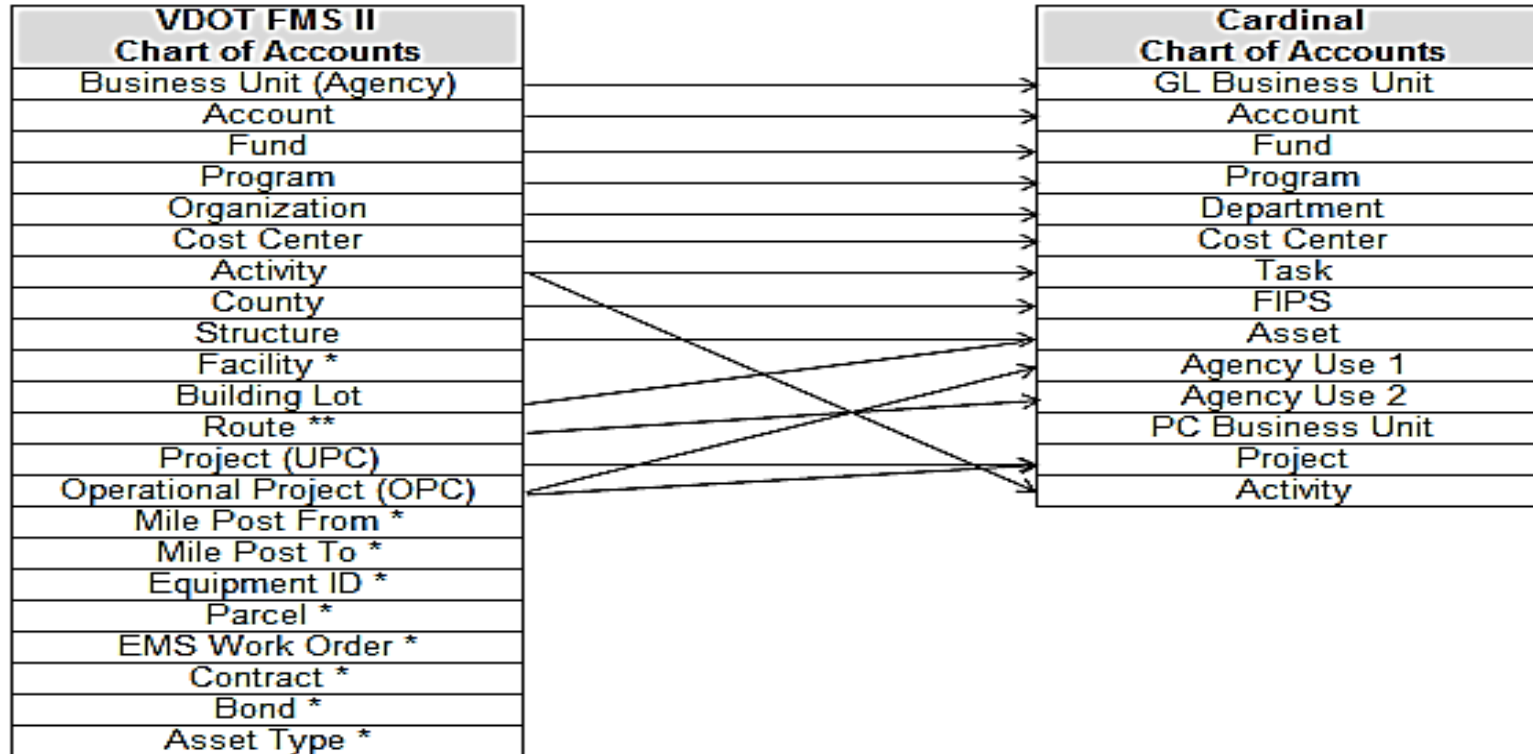 VDOT FMS II
Chart of Accounts
Business Unit (Agency)
Account
Fund
Program
Organization
Cost Center
Activity
County
Structure
Facility *
Building Lot
Route **
Project (UPC)
Operational Project (OPC)
Mile Post From *
Mile Post To *
Equipment ID *
Parcel *
EMS Work Order *
Contract *
Bond *
Asset Type *
Cardinal
Chart of Accounts
GL Business Unit
Account
Fund
Program
Department
Cost Center
Task
FIPS
Asset
Agency Use 1
Agency Use 2
PC Business Unit
Project
Activity